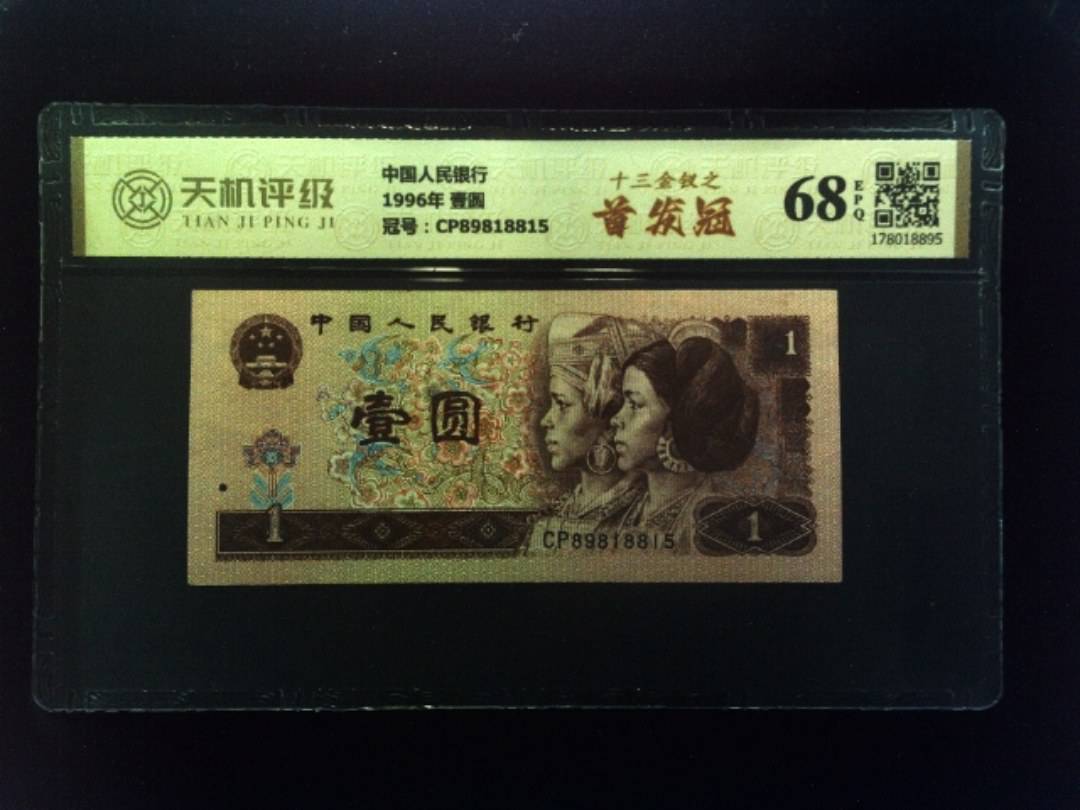 天机评级
TIAN JI PING JI
中国人民银行
1996年 壹圆
冠号：CP89818815
十三金钗之
首发冠
68
EPQ
178018895
中国人民银行
1
壹圆
1
CP89818815
1